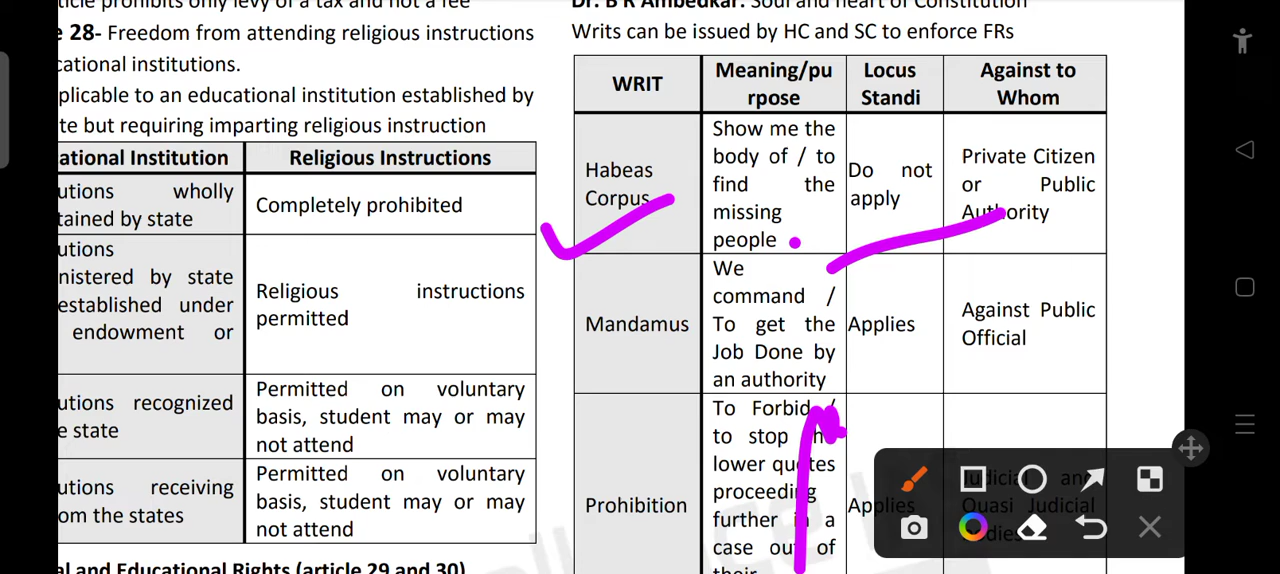 ticle prohibits only levy of a tax and not a fee
e 28- Freedom from attending religious instructions
cational institutions.
plicable to an educational institution established by
te but requiring imparting religious instruction
ational Institution
Religious Instructions
utions wholly
tained by state
Completely prohibited
utions
nistered by state
established under
endowment or
Religious instructions
permitted
utions recognized
e state
Permitted on voluntary
basis, student may or may
not attend
utions receiving
om the states
Permitted on voluntary
basis, student may or may
not attend
al and Educational Rights (article 29 and 30)
Dr. B R Ambedkar: Soul and heart of Constitution
Writs can be issued by HC and SC to enforce FRs
WRIT
Meaning/pu
rpose
Locus
Standi
Against to
Whom
Habeas
Corpus
Show me the
body of / to
find the
missing
people
Do not
apply
Private Citizen
or Public
Authority
Mandamus
We
command /
To get the
Job Done by
an authority
Applies
Against Public
Official
Prohibition
To Forbid /
to stop the
lower quotes
proceeding
further in a
case out of
their
Applies
Judicial and
Quasi Judicial